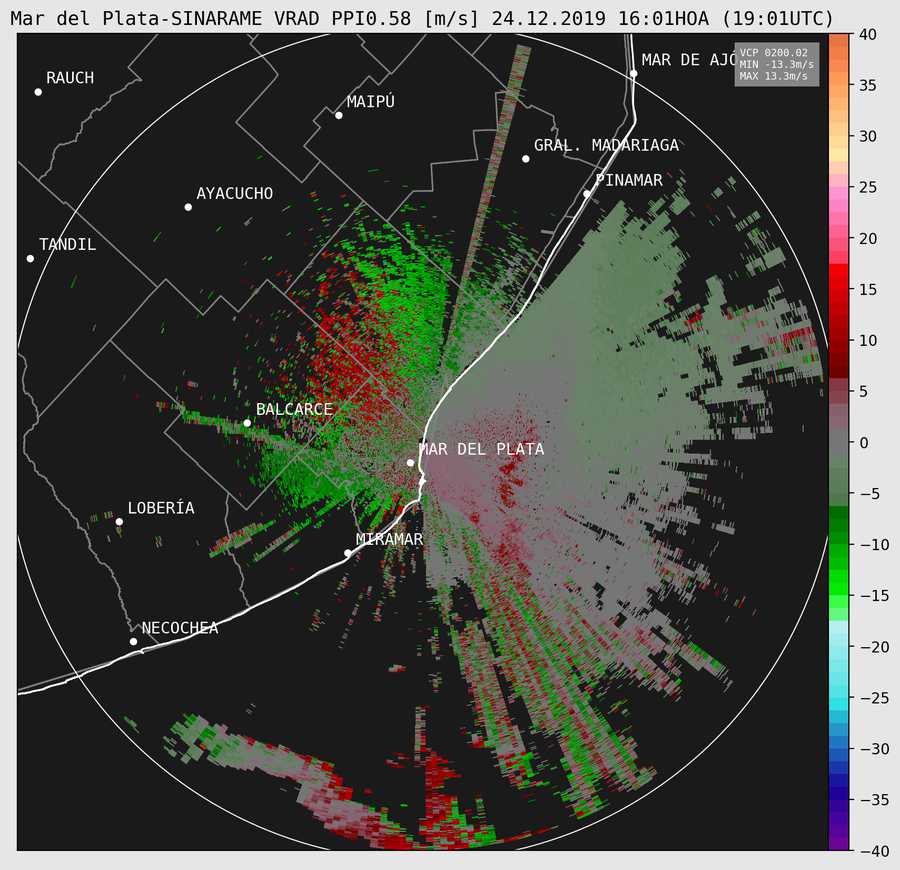 Mar del Plata-SINARAME VRAD PPI0.58 [m/s] 24.12.2019 16:01HOA (19:01UTC)
VCP 0200.02
MIN -13.3m/s
MAX 13.3m/s
MAR DE AJÓ
RAUCH
MAIPÚ
GRAL. MADARIAGA
PINAMAR
AYACUCHO
TANDIL
BALCARCE
MAR DEL PLATA
LOBERÍA
MIRAMAR
NECOCHEA
40
35
30
25
20
15
10
5
0
−5
−10
−15
−20
−25
−30
−35
−40